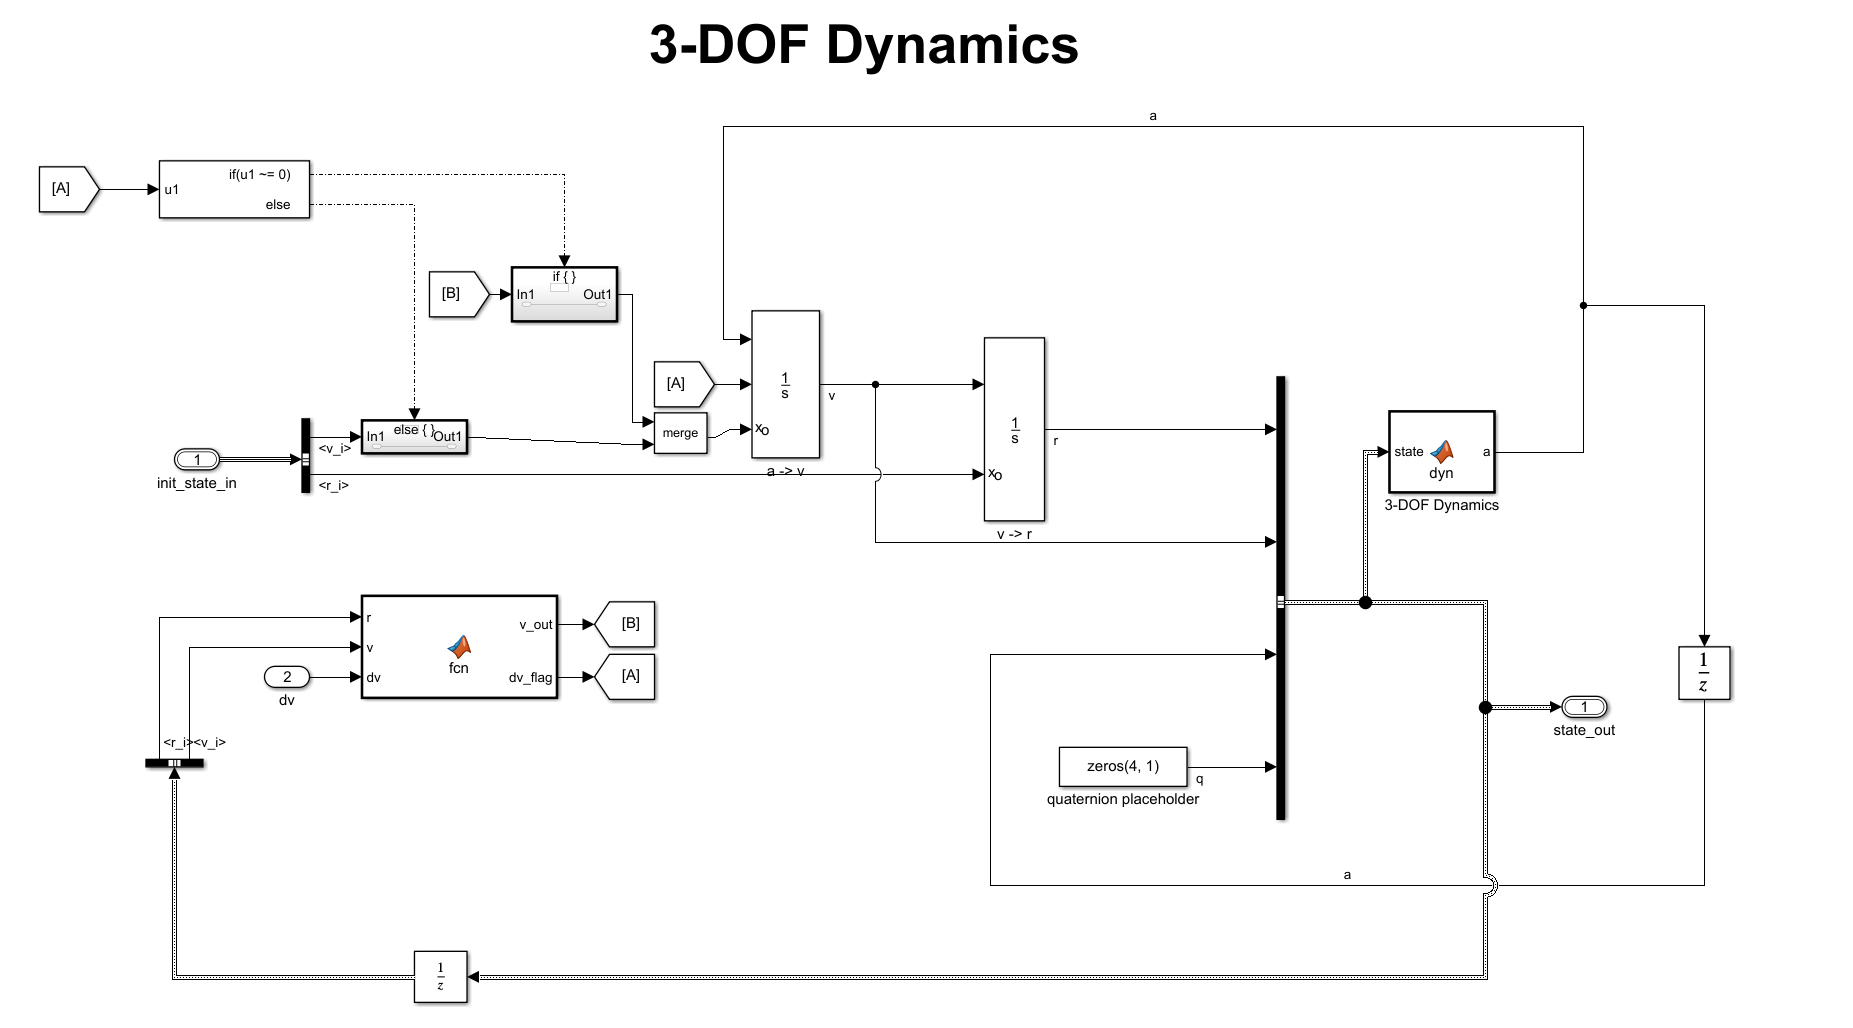 3-DOF Dynamics
a
[A]
u1
if(u1 ~= 0)
else
[B]
if { }
In1
Out1
[A]
1
s
v
merge
xo
a -> v
1
init_state_in
<v_i>
<r_i>
In1
else { }
Out1
1
s
r
xo
v -> r
state
a
dyn
3-DOF Dynamics
r
v
dv
fcn
v_out
dv_flag
[B]
[A]
2
dv
<r_i>
<v_i>
zeros(4, 1)
q
quaternion placeholder
1
z
1
state_out
a
1
z